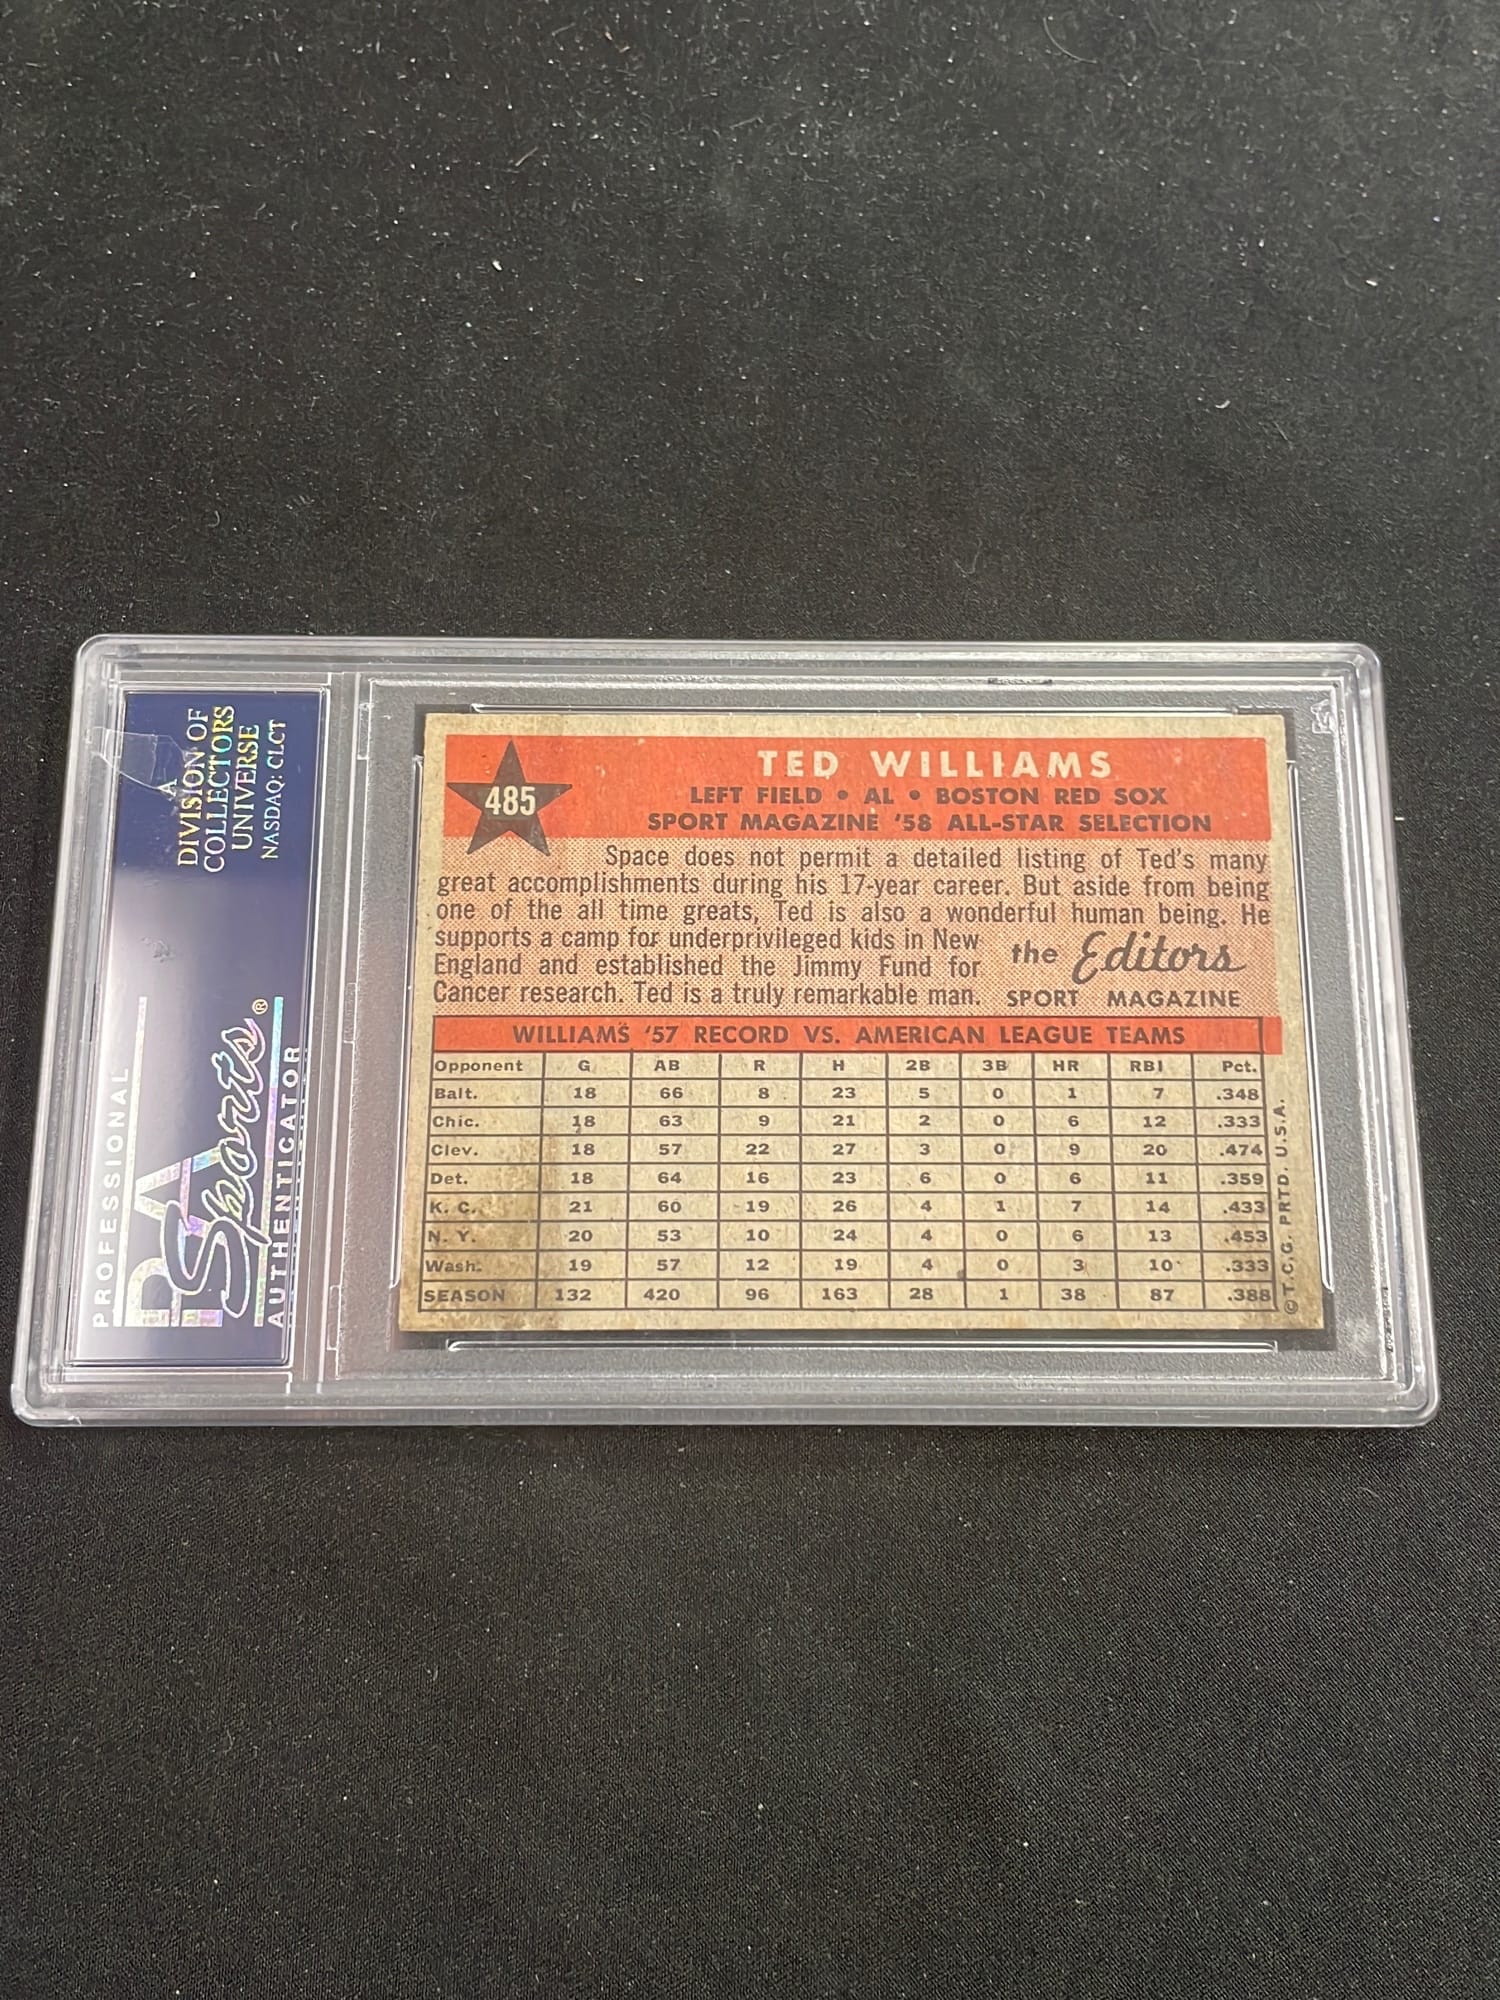 A
DIVISION OF
COLLECTORS
UNIVERSE
NASDAQ: CLCT
PROFESSIONAL
PSA
Sports®
AUTHENTICATOR
485
TED WILLIAMS
LEFT FIELD • AL • BOSTON RED SOX
SPORT MAGAZINE '58 ALL-STAR SELECTION
Space does not permit a detailed listing of Ted's many
great accomplishments during his 17-year career. But aside from being
one of the all time greats, Ted is also a wonderful human being. He
supports a camp for underprivileged kids in New
England and established the Jimmy Fund for
Cancer research. Ted is a truly remarkable man.
the Editors
SPORT MAGAZINE
WILLIAMS '57 RECORD VS. AMERICAN LEAGUE TEAMS
Opponent G AB R H 2B 3B HR RBI Pct.
Balt. 18 66 8 23 5 0 1 7 .348
Chic. 18 63 9 21 2 0 6 12 .333
Clev. 18 57 22 27 3 0 9 20 .474
Det. 18 64 16 23 6 0 6 11 .359
K. C. 21 60 19 26 4 1 7 14 .433
N. Y. 20 53 10 24 4 0 6 13 .453
Wash. 19 57 12 19 4 0 3 10 .333
SEASON 132 420 96 163 28 1 38 87 .388
© T.C.G. PRTD. U.S.A.